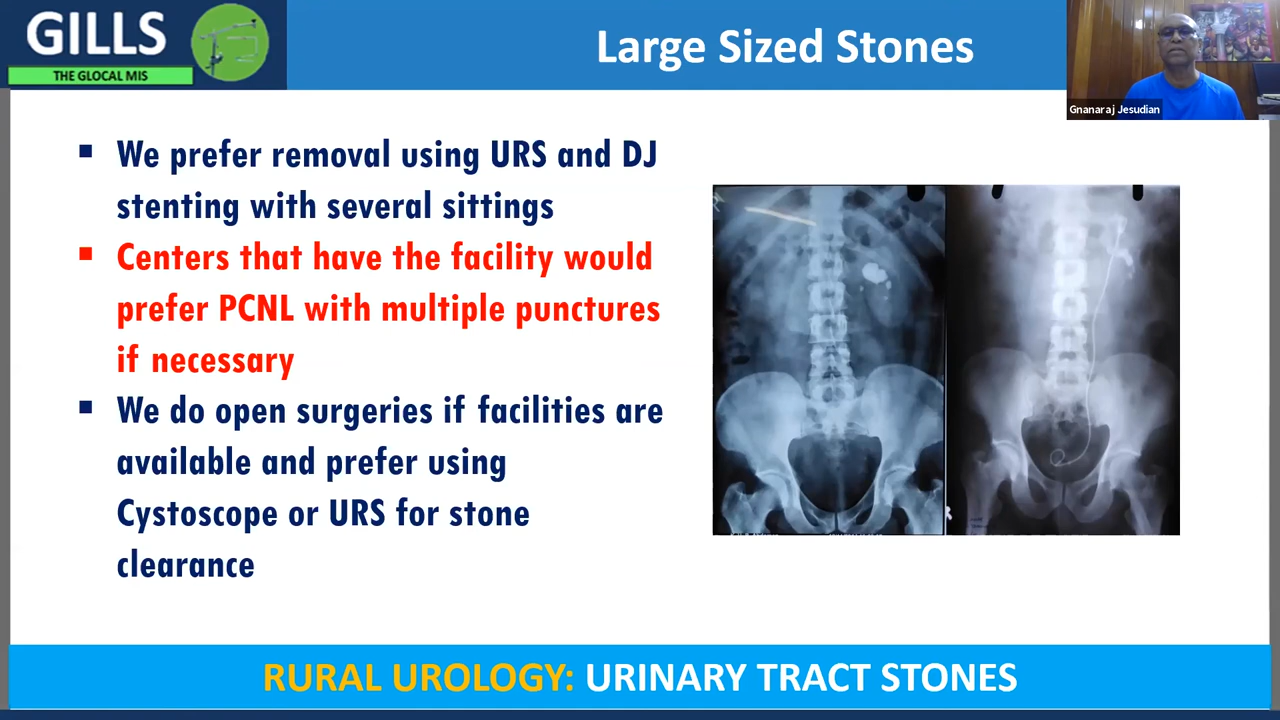 GILLS
THE GLOCAL MIS
Large Sized Stones
Gnanaraj Jesudian
▪ We prefer removal using URS and DJ
stenting with several sittings
▪ Centers that have the facility would
prefer PCNL with multiple punctures
if necessary
▪ We do open surgeries if facilities are
available and prefer using
Cystoscope or URS for stone
clearance
R
RURAL UROLOGY: URINARY TRACT STONES